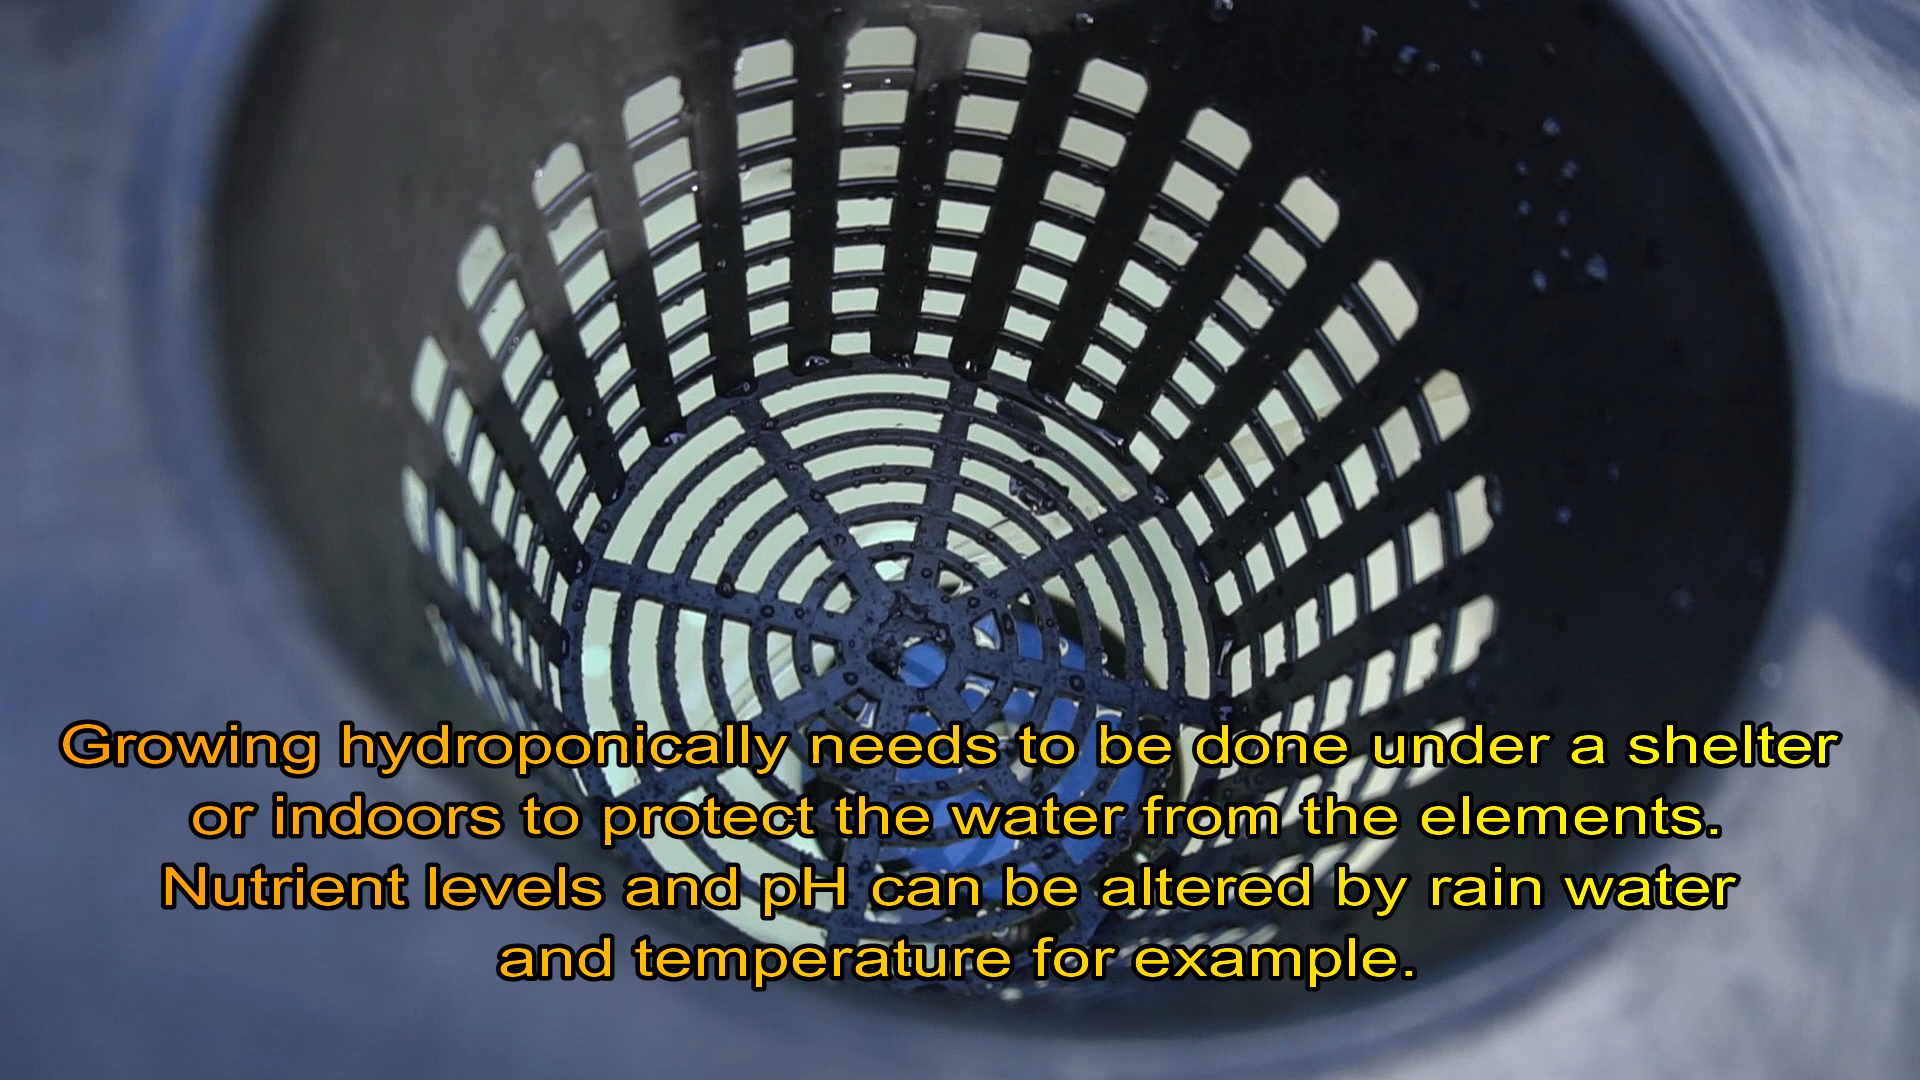 Growing hydroponically needs to be done under a shelter
or indoors to protect the water from the elements.
Nutrient levels and pH can be altered by rain water
and temperature for example.